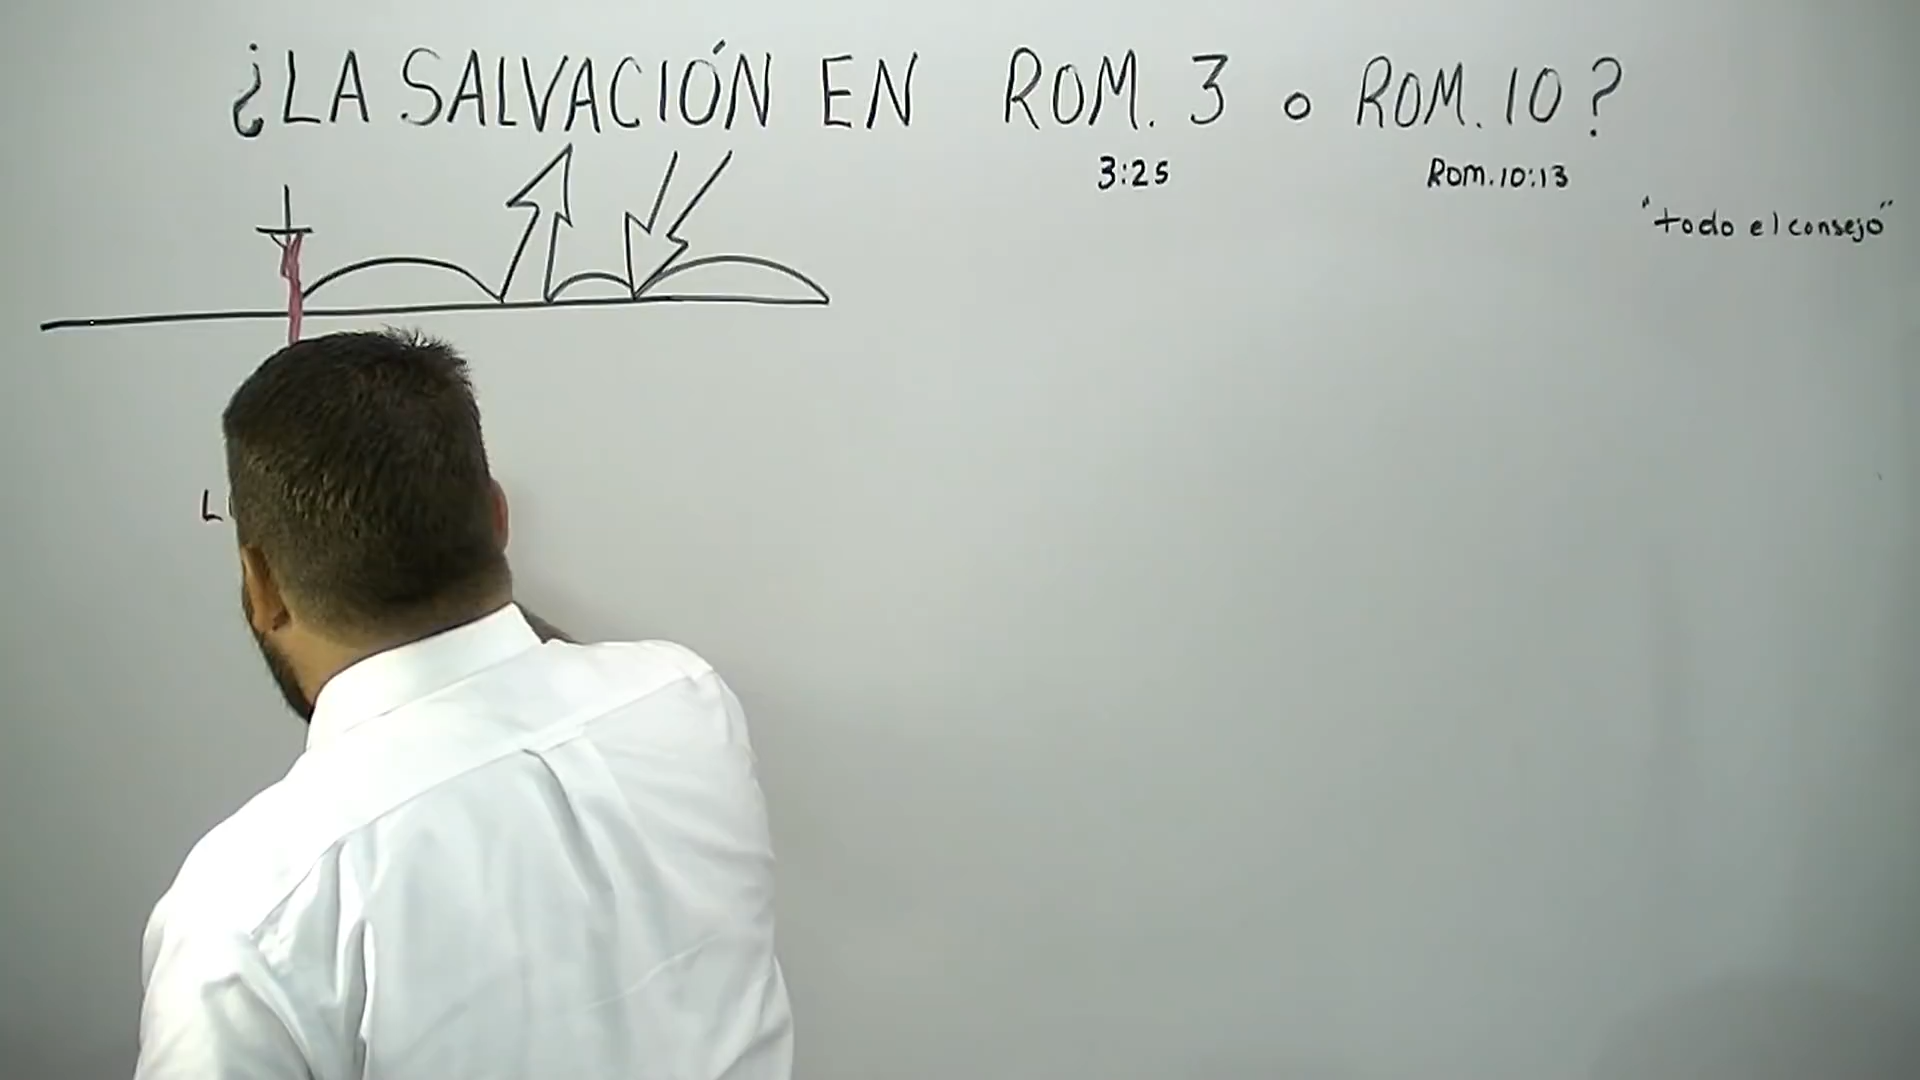 ¿LA SALVACIÓN EN ROM. 3 o ROM. 10?
3:25
Rom. 10:13
"todo el consejo"